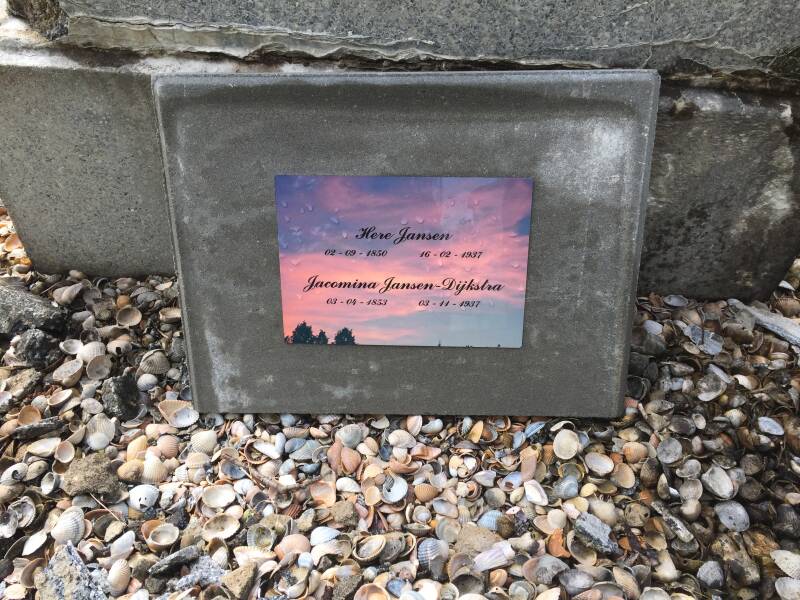 Here Jansen
02 - 09 - 1850 16 - 02 - 1937
Jacomina Jansen-Dijkstra
03 - 04 - 1853 03 - 11 - 1937